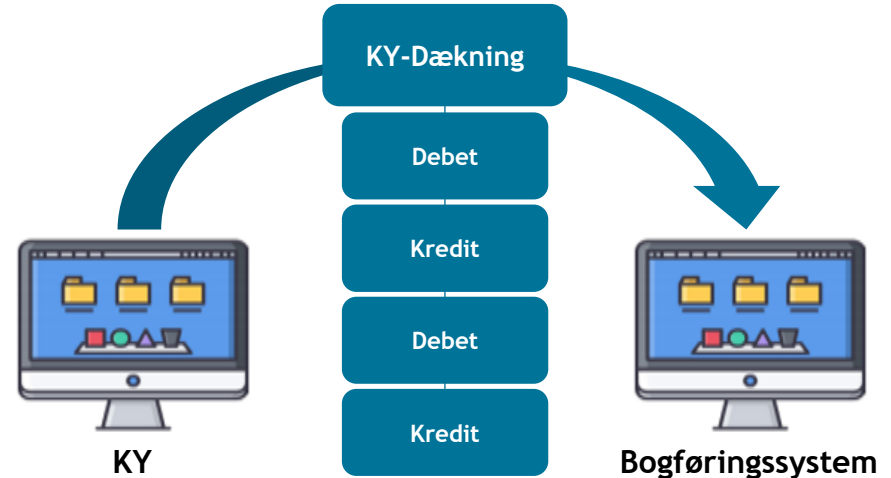 KY-Dækning
Debet
Kredit
Debet
Kredit
KY
Bogføringssystem